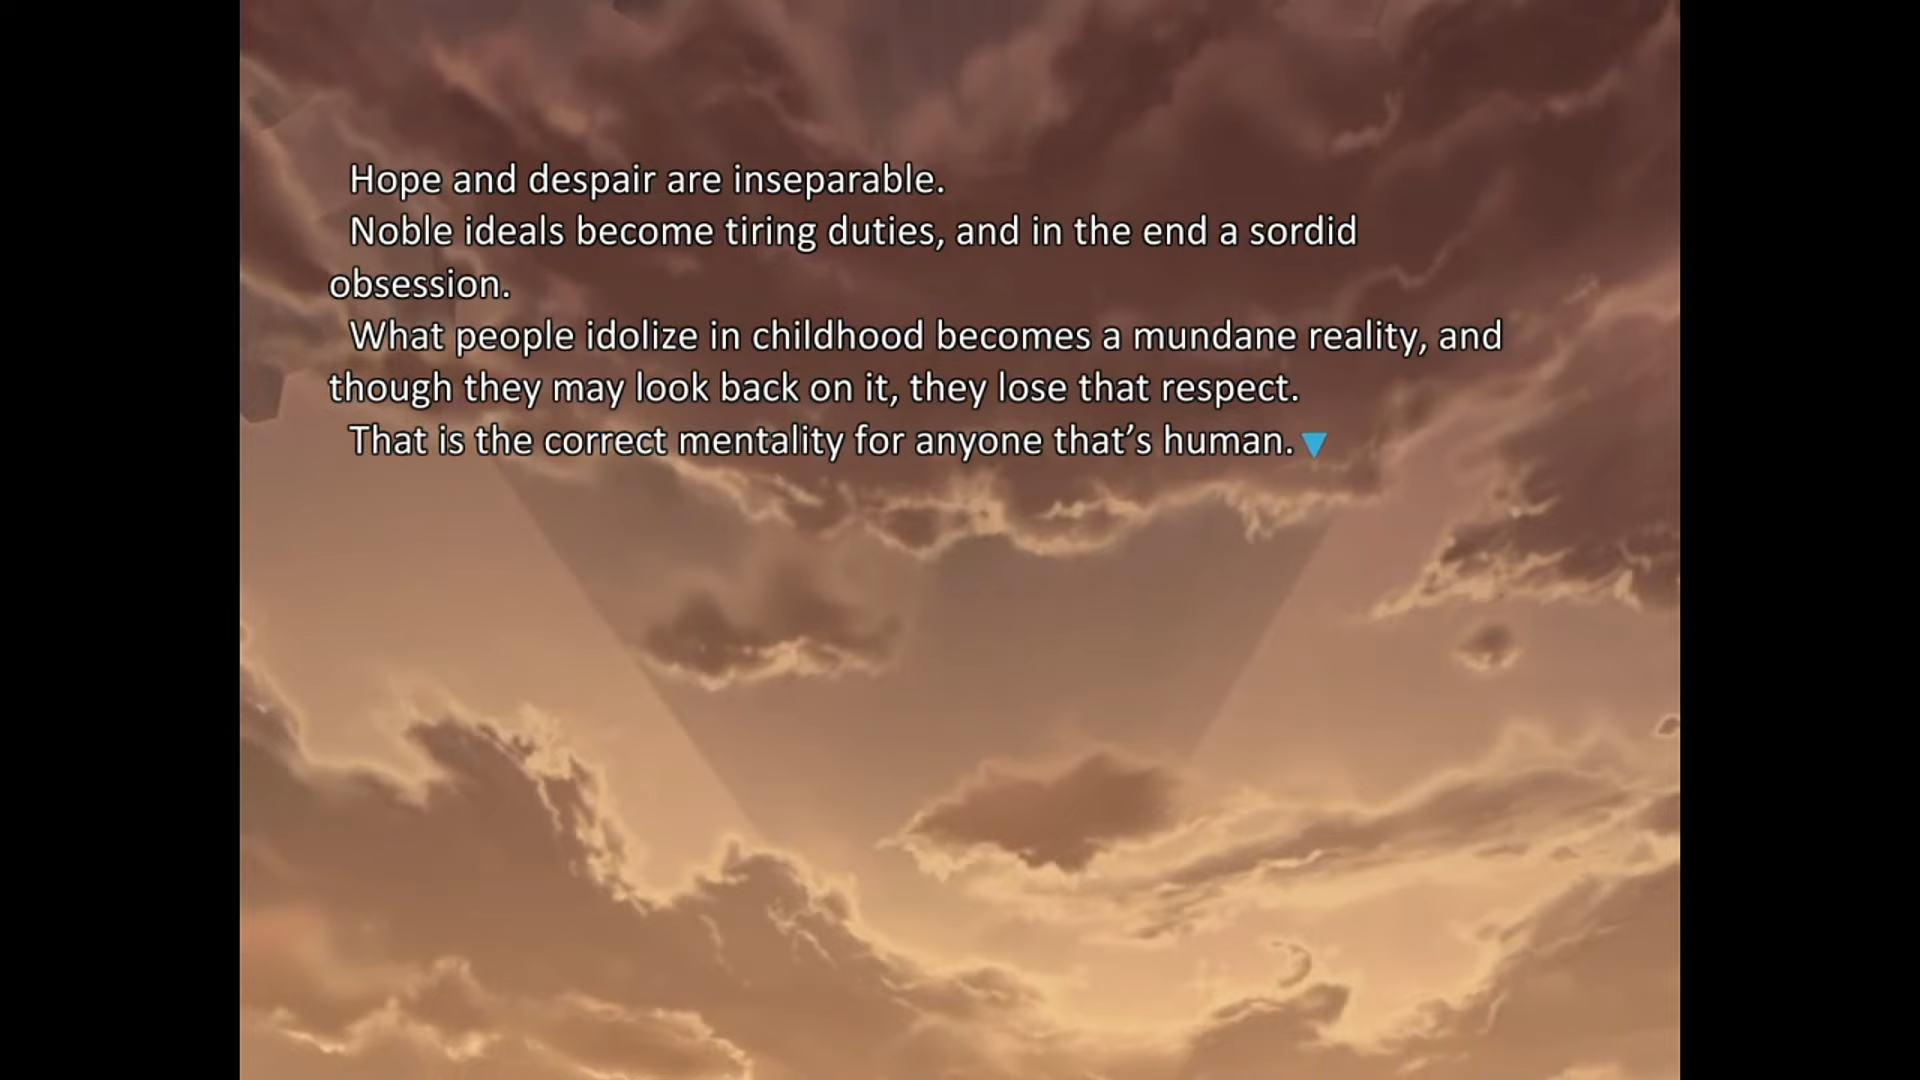 Hope and despair are inseparable.
Noble ideals become tiring duties, and in the end a sordid
obsession.
What people idolize in childhood becomes a mundane reality, and
though they may look back on it, they lose that respect.
That is the correct mentality for anyone that’s human.